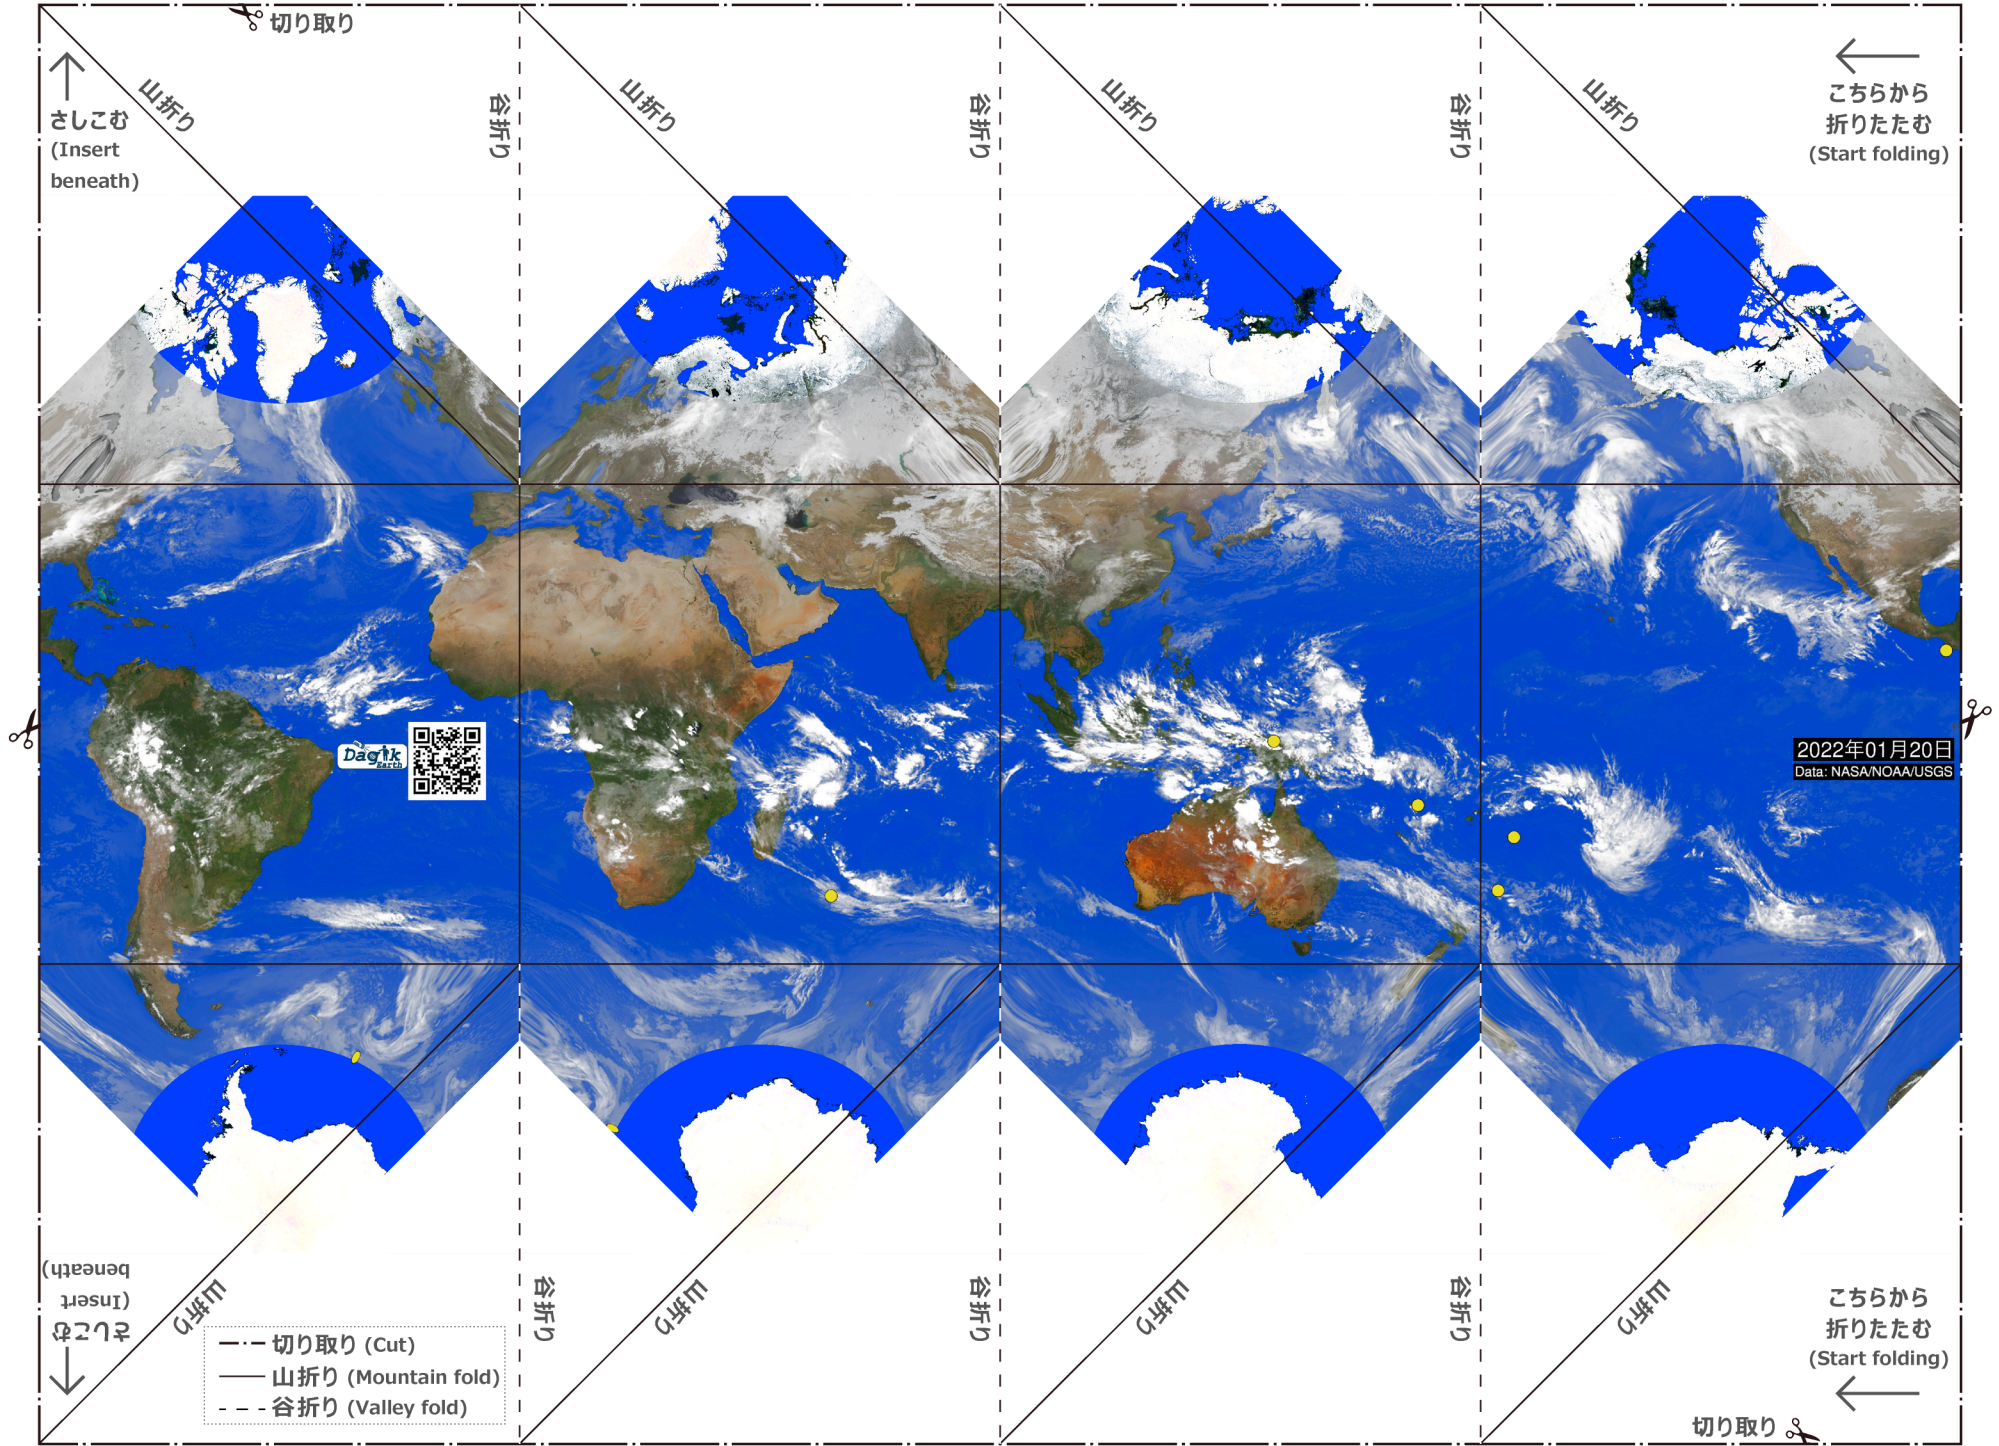 切り取り
さしこむ
(Insert
beneath)
山折り
谷折り
山折り
谷折り
山折り
谷折り
山折り
こちらから
折りたたむ
(Start folding)
Dagik
Earth
2022年01月20日
Data: NASA/NOAA/USGS
さしこむ
(Insert
beneath)
山折り
谷折り
山折り
谷折り
山折り
谷折り
山折り
こちらから
折りたたむ
(Start folding)
切り取り (Cut)
山折り (Mountain fold)
谷折り (Valley fold)
切り取り